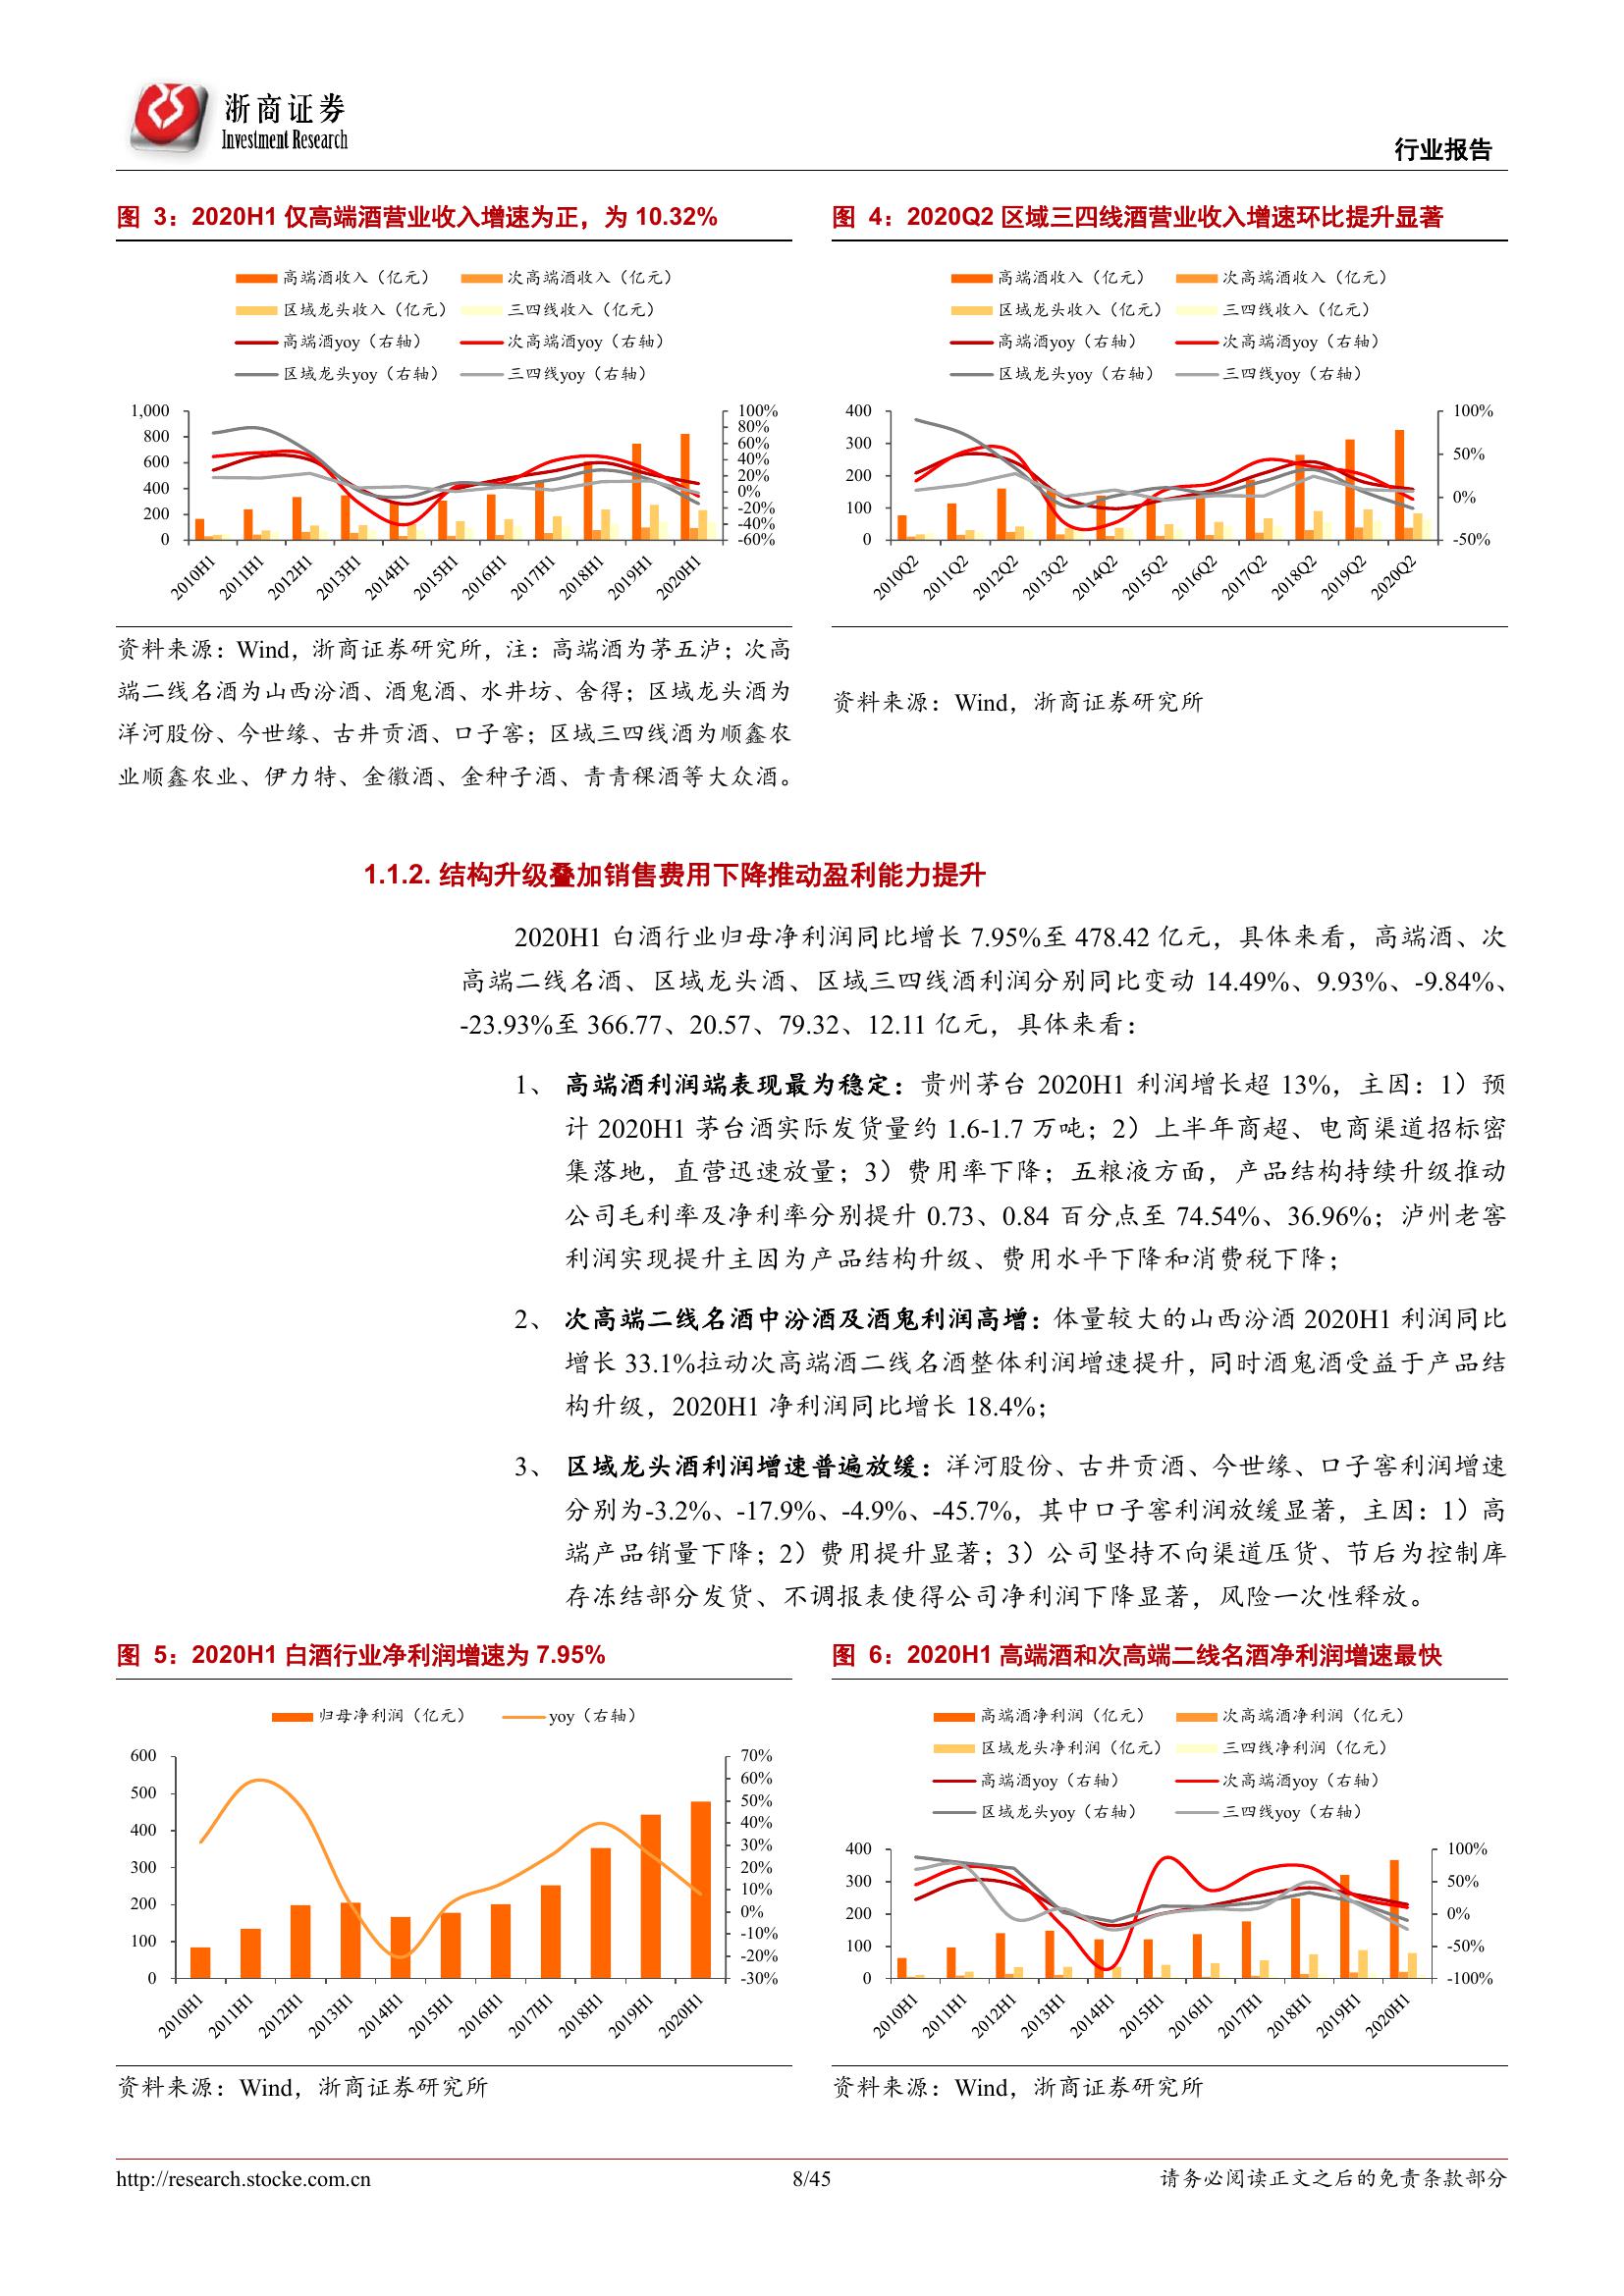 浙商证券
Investment Research
行业报告
图 3：2020H1 仅高端酒营业收入增速为正，为 10.32%
高端酒收入（亿元） 次高端酒收入（亿元）
区域龙头收入（亿元） 三四线收入（亿元）
高端酒yoy（右轴） 次高端酒yoy（右轴）
区域龙头yoy（右轴） 三四线yoy（右轴）
1,000
800
600
400
200
0
100%
80%
60%
40%
20%
0%
-20%
-40%
-60%
2010H1 2011H1 2012H1 2013H1 2014H1 2015H1 2016H1 2017H1 2018H1 2019H1 2020H1
资料来源：Wind，浙商证券研究所，注：高端酒为茅五泸；次高
端二线名酒为山西汾酒、酒鬼酒、水井坊、舍得；区域龙头酒为
洋河股份、今世缘、古井贡酒、口子窖；区域三四线酒为顺鑫农
业顺鑫农业、伊力特、金徽酒、金种子酒、青青稞酒等大众酒。
图 4：2020Q2 区域三四线酒营业收入增速环比提升显著
高端酒收入（亿元） 次高端酒收入（亿元）
区域龙头收入（亿元） 三四线收入（亿元）
高端酒yoy（右轴） 次高端酒yoy（右轴）
区域龙头yoy（右轴） 三四线yoy（右轴）
400
300
200
100
0
100%
50%
0%
-50%
2010Q2 2011Q2 2012Q2 2013Q2 2014Q2 2015Q2 2016Q2 2017Q2 2018Q2 2019Q2 2020Q2
资料来源：Wind，浙商证券研究所
1.1.2. 结构升级叠加销售费用下降推动盈利能力提升
2020H1 白酒行业归母净利润同比增长 7.95%至 478.42 亿元，具体来看，高端酒、次
高端二线名酒、区域龙头酒、区域三四线酒利润分别同比变动 14.49%、9.93%、-9.84%、
-23.93%至 366.77、20.57、79.32、12.11 亿元，具体来看：
1、 高端酒利润端表现最为稳定：贵州茅台 2020H1 利润增长超 13%，主因：1）预
计 2020H1 茅台酒实际发货量约 1.6-1.7 万吨；2）上半年商超、电商渠道招标密
集落地，直营迅速放量；3）费用率下降；五粮液方面，产品结构持续升级推动
公司毛利率及净利率分别提升 0.73、0.84 百分点至 74.54%、36.96%；泸州老窖
利润实现提升主因为产品结构升级、费用水平下降和消费税下降；
2、 次高端二线名酒中汾酒及酒鬼利润高增：体量较大的山西汾酒 2020H1 利润同比
增长 33.1%拉动次高端酒二线名酒整体利润增速提升，同时酒鬼酒受益于产品结
构升级，2020H1 净利润同比增长 18.4%；
3、 区域龙头酒利润增速普遍放缓：洋河股份、古井贡酒、今世缘、口子窖利润增速
分别为-3.2%、-17.9%、-4.9%、-45.7%，其中口子窖利润放缓显著，主因：1）高
端产品销量下降；2）费用提升显著；3）公司坚持不向渠道压货、节后为控制库
存冻结部分发货、不调报表使得公司净利润下降显著，风险一次性释放。
图 5：2020H1 白酒行业净利润增速为 7.95%
归母净利润（亿元） yoy（右轴）
600
500
400
300
200
100
0
70%
60%
50%
40%
30%
20%
10%
0%
-10%
-20%
-30%
2010H1 2011H1 2012H1 2013H1 2014H1 2015H1 2016H1 2017H1 2018H1 2019H1 2020H1
资料来源：Wind，浙商证券研究所
图 6：2020H1 高端酒和次高端二线名酒净利润增速最快
高端酒净利润（亿元） 次高端酒净利润（亿元）
区域龙头净利润（亿元） 三四线净利润（亿元）
高端酒yoy（右轴） 次高端酒yoy（右轴）
区域龙头yoy（右轴） 三四线yoy（右轴）
400
300
200
100
0
100%
50%
0%
-50%
-100%
2010H1 2011H1 2012H1 2013H1 2014H1 2015H1 2016H1 2017H1 2018H1 2019H1 2020H1
资料来源：Wind，浙商证券研究所
http://research.stocke.com.cn 8/45 请务必阅读正文之后的免责条款部分